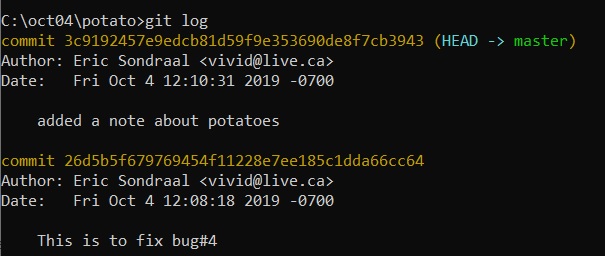 C:\oct04\potato>git log
commit 3c9192457e9edcb81d59f9e353690de8f7cb3943 (HEAD -> master)
Author: Eric Sondraal <vivid@live.ca>
Date:   Fri Oct 4 12:10:31 2019 -0700
    added a note about potatoes
commit 26d5b5f679769454f11228e7ee185c1dda66cc64
Author: Eric Sondraal <vivid@live.ca>
Date:   Fri Oct 4 12:08:18 2019 -0700
    This is to fix bug#4